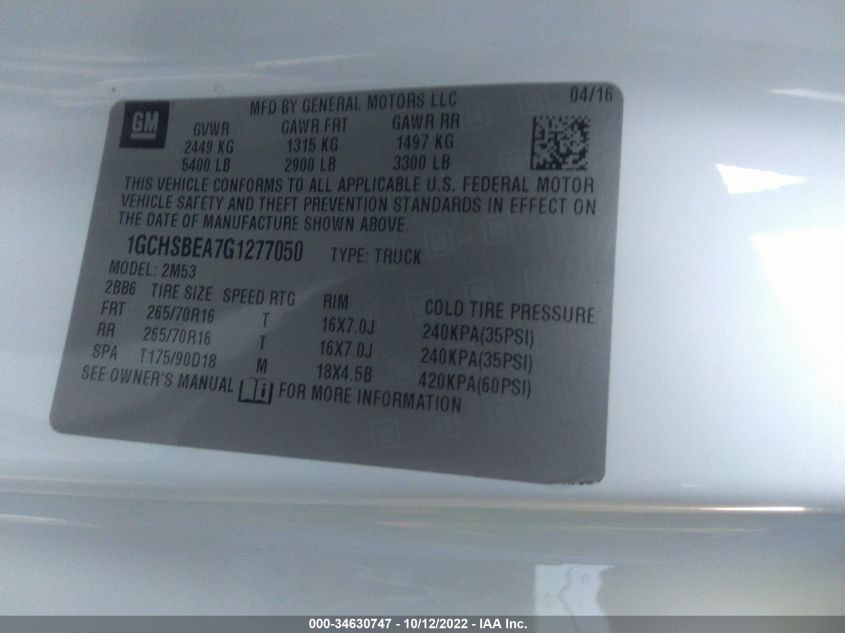 MFD BY GENERAL MOTORS LLC 04/16
GM
GVWR GAWR FRT GAWR RR
2449 KG 1315 KG 1497 KG
5400 LB 2900 LB 3300 LB
THIS VEHICLE CONFORMS TO ALL APPLICABLE U.S. FEDERAL MOTOR
VEHICLE SAFETY AND THEFT PREVENTION STANDARDS IN EFFECT ON
THE DATE OF MANUFACTURE SHOWN ABOVE.
1GCHSBEA7G1277050 TYPE: TRUCK
MODEL: 2M53
2BB6 TIRE SIZE SPEED RTG RIM COLD TIRE PRESSURE
FRT 265/70R16 T 16X7.0J 240KPA(35PSI)
RR 265/70R16 T 16X7.0J 240KPA(35PSI)
SPA T175/90D18 M 18X4.5B 420KPA(60PSI)
SEE OWNER'S MANUAL FOR MORE INFORMATION
000-34630747 - 10/12/2022 - IAA Inc.